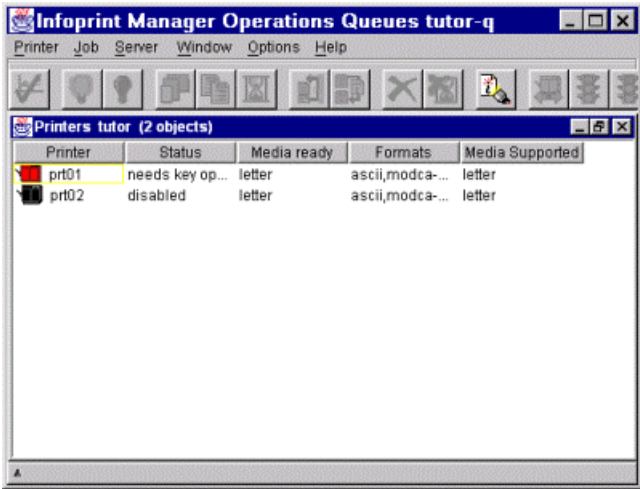 Infoprint Manager Operations Queues tutor-q
Printer Job Server Window Options Help
Printers tutor (2 objects)
Printer Status Media ready Formats Media Supported
prt01 needs key op... letter ascii,modca-... letter
prt02 disabled letter ascii,modca-... letter